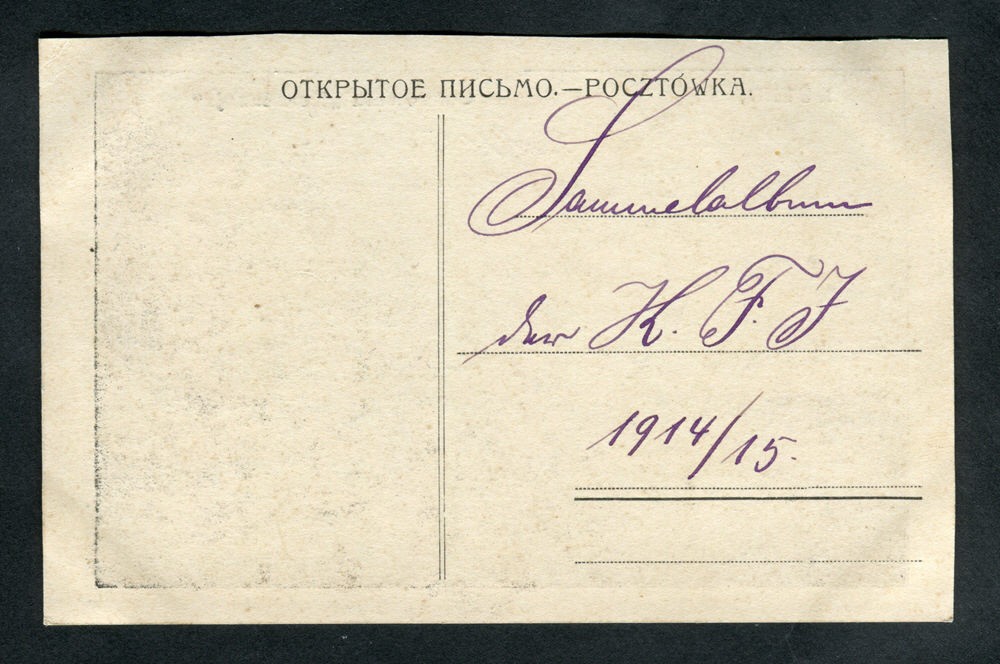 ОТКРЫТОЕ ПИСЬМО.—POCZTÓWKA.
Sammelalbum
der K. F. J
1914/15.